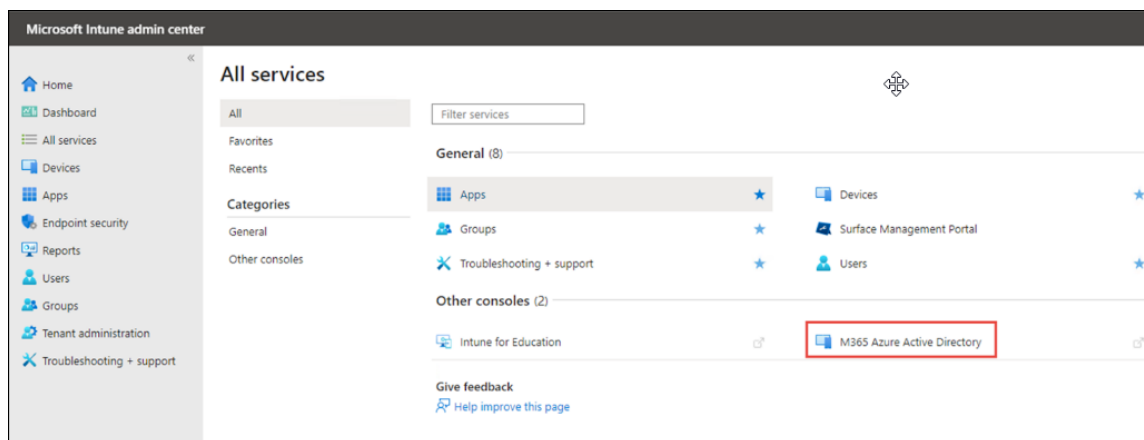 Microsoft Intune admin center
«
Home
Dashboard
All services
Devices
Apps
Endpoint security
Reports
Users
Groups
Tenant administration
Troubleshooting + support
All services
All
Favorites
Recents
Categories
General
Other consoles
Filter services
General (8)
Apps
Devices
Groups
Surface Management Portal
Troubleshooting + support
Users
Other consoles (2)
Intune for Education
M365 Azure Active Directory
Give feedback
Help improve this page